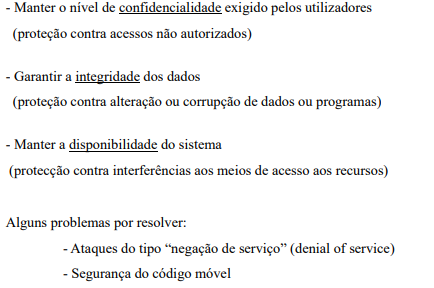 - Manter o nível de confidencialidade exigido pelos utilizadores
(proteção contra acessos não autorizados)
- Garantir a integridade dos dados
(proteção contra alteração ou corrupção de dados ou programas)
- Manter a disponibilidade do sistema
(protecção contra interferências aos meios de acesso aos recursos)
Alguns problemas por resolver:
- Ataques do tipo “negação de serviço” (denial of service)
- Segurança do código móvel